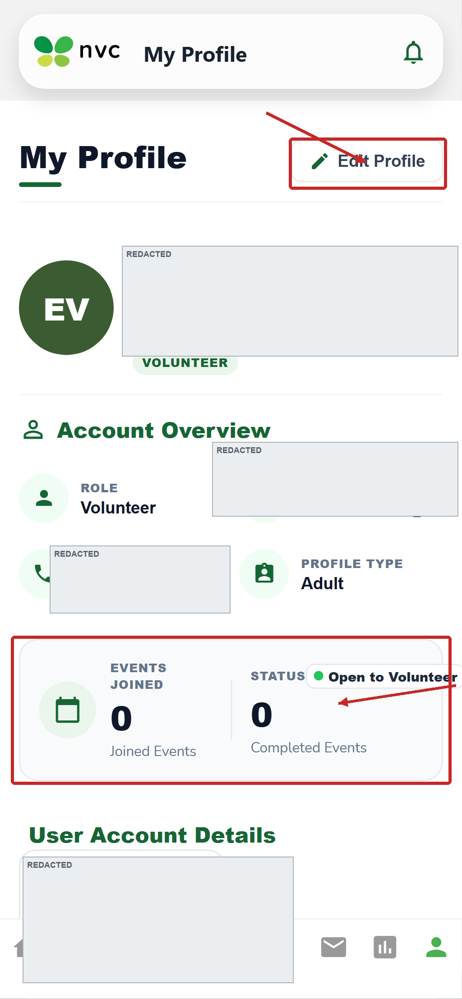 nvc
My Profile
My Profile
Edit Profile
REDACTED
EV
VOLUNTEER
Account Overview
REDACTED
ROLE
Volunteer
REDACTED
PROFILE TYPE
Adult
EVENTS
JOINED
0
Joined Events
STATUS
Open to Volunteer
0
Completed Events
User Account Details
REDACTED